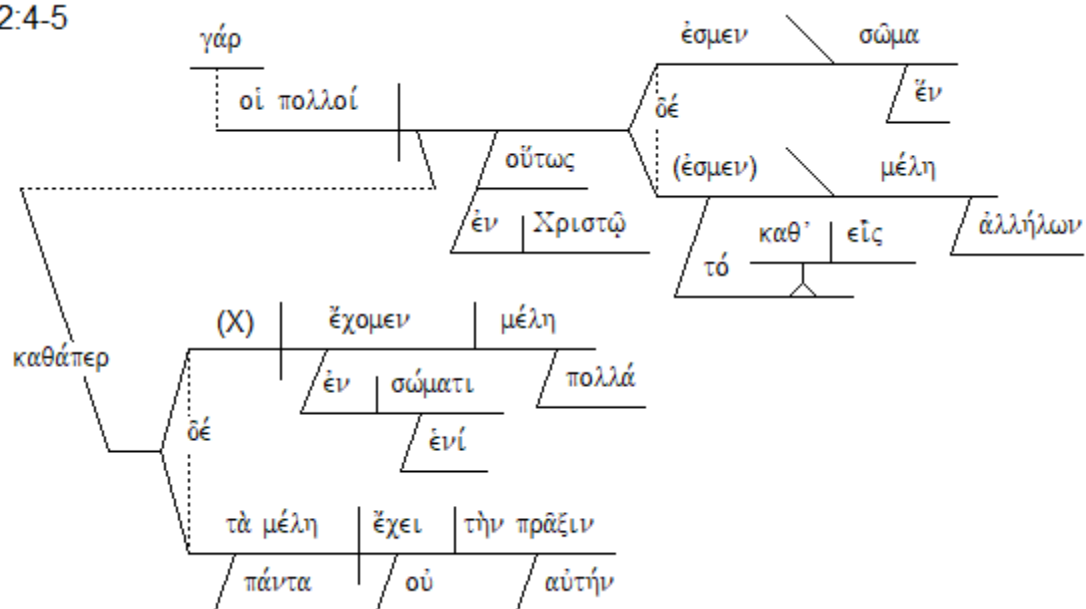 2:4-5
γάρ
οἱ πολλοί
ἐσμεν σῶμα
ἕν
δέ
οὕτως
ἐν Χριστῷ
(ἐσμεν) μέλη
ἀλλήλων
καθ’ εἷς
τό
καθάπερ
(X) ἔχομεν μέλη
ἐν σώματι
πολλά
ἑνί
δέ
τὰ μέλη ἔχει τὴν πρᾶξιν
πάντα οὐ αὐτήν